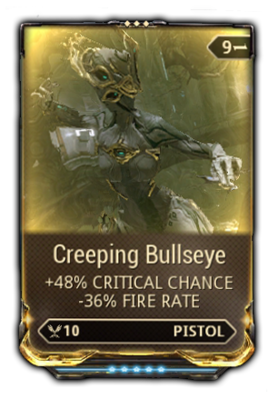 9
Creeping Bullseye
+48% CRITICAL CHANCE
-36% FIRE RATE
10 PISTOL